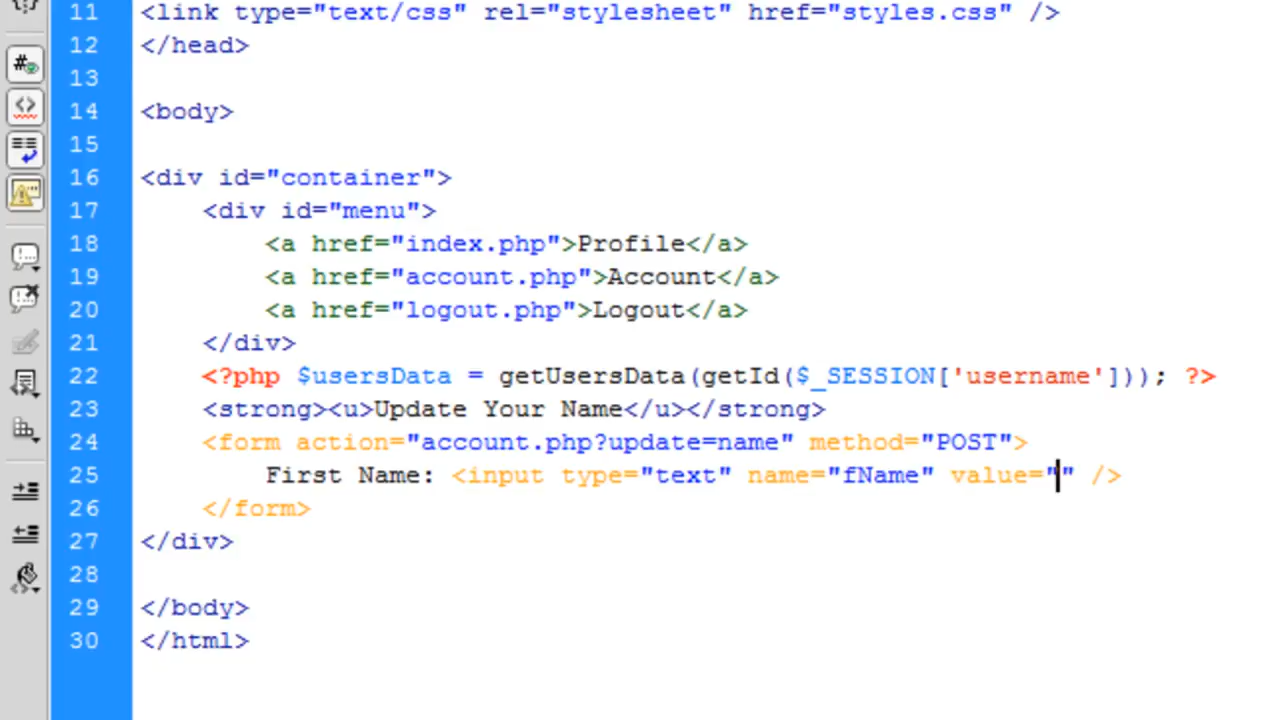 11 <link type="text/css" rel="stylesheet" href="styles.css" />
12 </head>
13
14 <body>
15
16 <div id="container">
17     <div id="menu">
18         <a href="index.php">Profile</a>
19         <a href="account.php">Account</a>
20         <a href="logout.php">Logout</a>
21     </div>
22     <?php $usersData = getUsersData(getId($_SESSION['username'])); ?>
23     <strong><u>Update Your Name</u></strong>
24     <form action="account.php?update=name" method="POST">
25         First Name: <input type="text" name="fName" value="" />
26     </form>
27 </div>
28
29 </body>
30 </html>